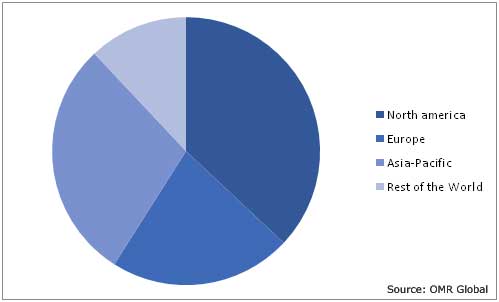 North america
Europe
Asia-Pacific
Rest of the World
Source: OMR Global